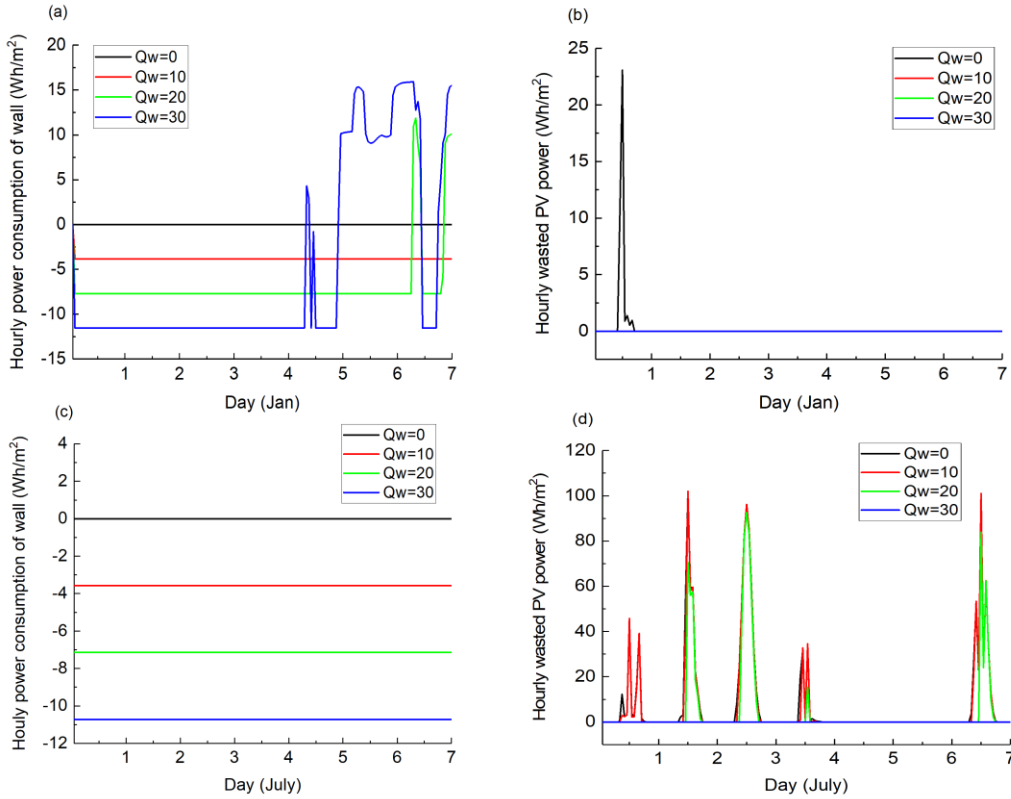 (a)
Hourly power consumption of wall (Wh/m²)
20
15
10
5
0
-5
-10
-15
Qw=0
Qw=10
Qw=20
Qw=30
1 2 3 4 5 6 7
Day (Jan)
(b)
Hourly wasted PV power (Wh/m²)
25
20
15
10
5
0
Qw=0
Qw=10
Qw=20
Qw=30
1 2 3 4 5 6 7
Day (Jan)
(c)
Houly power consumption of wall (Wh/m²)
4
2
0
-2
-4
-6
-8
-10
-12
Qw=0
Qw=10
Qw=20
Qw=30
1 2 3 4 5 6 7
Day (July)
(d)
Hourly wasted PV power (Wh/m²)
120
100
80
60
40
20
0
Qw=0
Qw=10
Qw=20
Qw=30
1 2 3 4 5 6 7
Day (July)